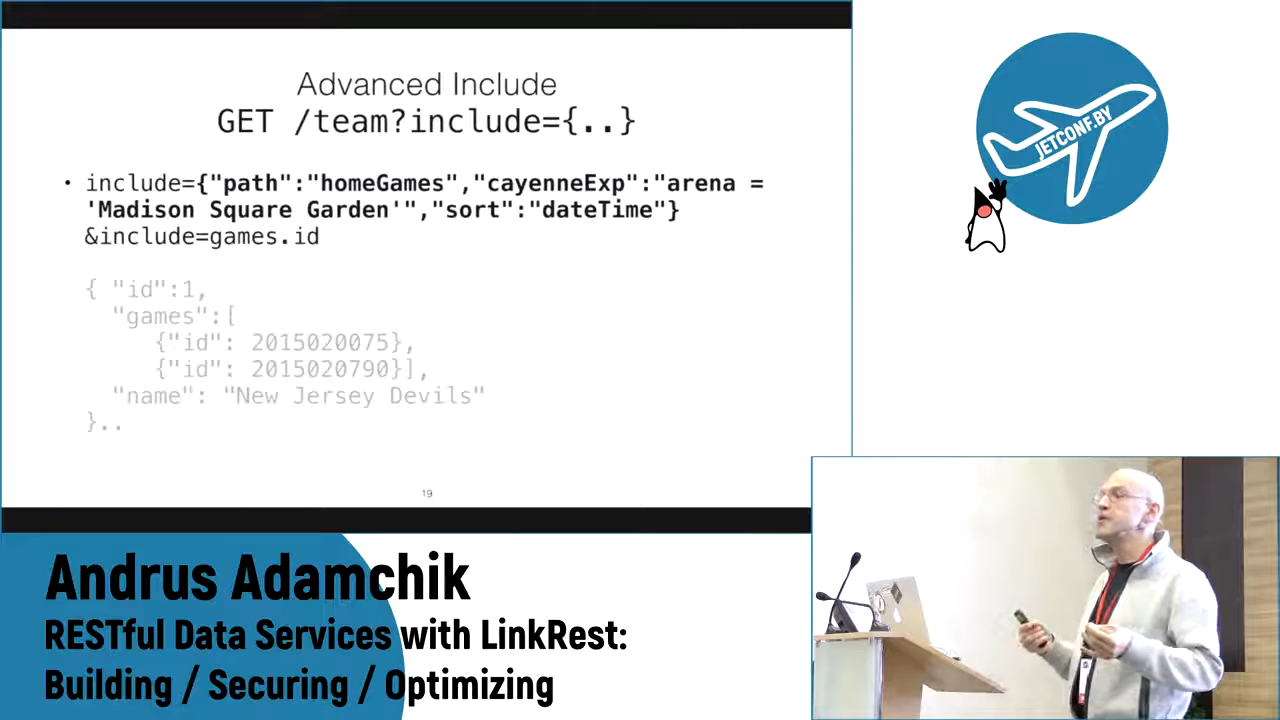 Advanced Include
GET /team?include={..}
• include={"path":"homeGames","cayenneExp":"arena =
'Madison Square Garden'","sort":"dateTime"}
&include=games.id
{ "id":1,
"games":[
{"id": 2015020075},
{"id": 2015020790}],
"name": "New Jersey Devils"
}..
19
JETCONF.BY
Andrus Adamchik
RESTful Data Services with LinkRest:
Building / Securing / Optimizing